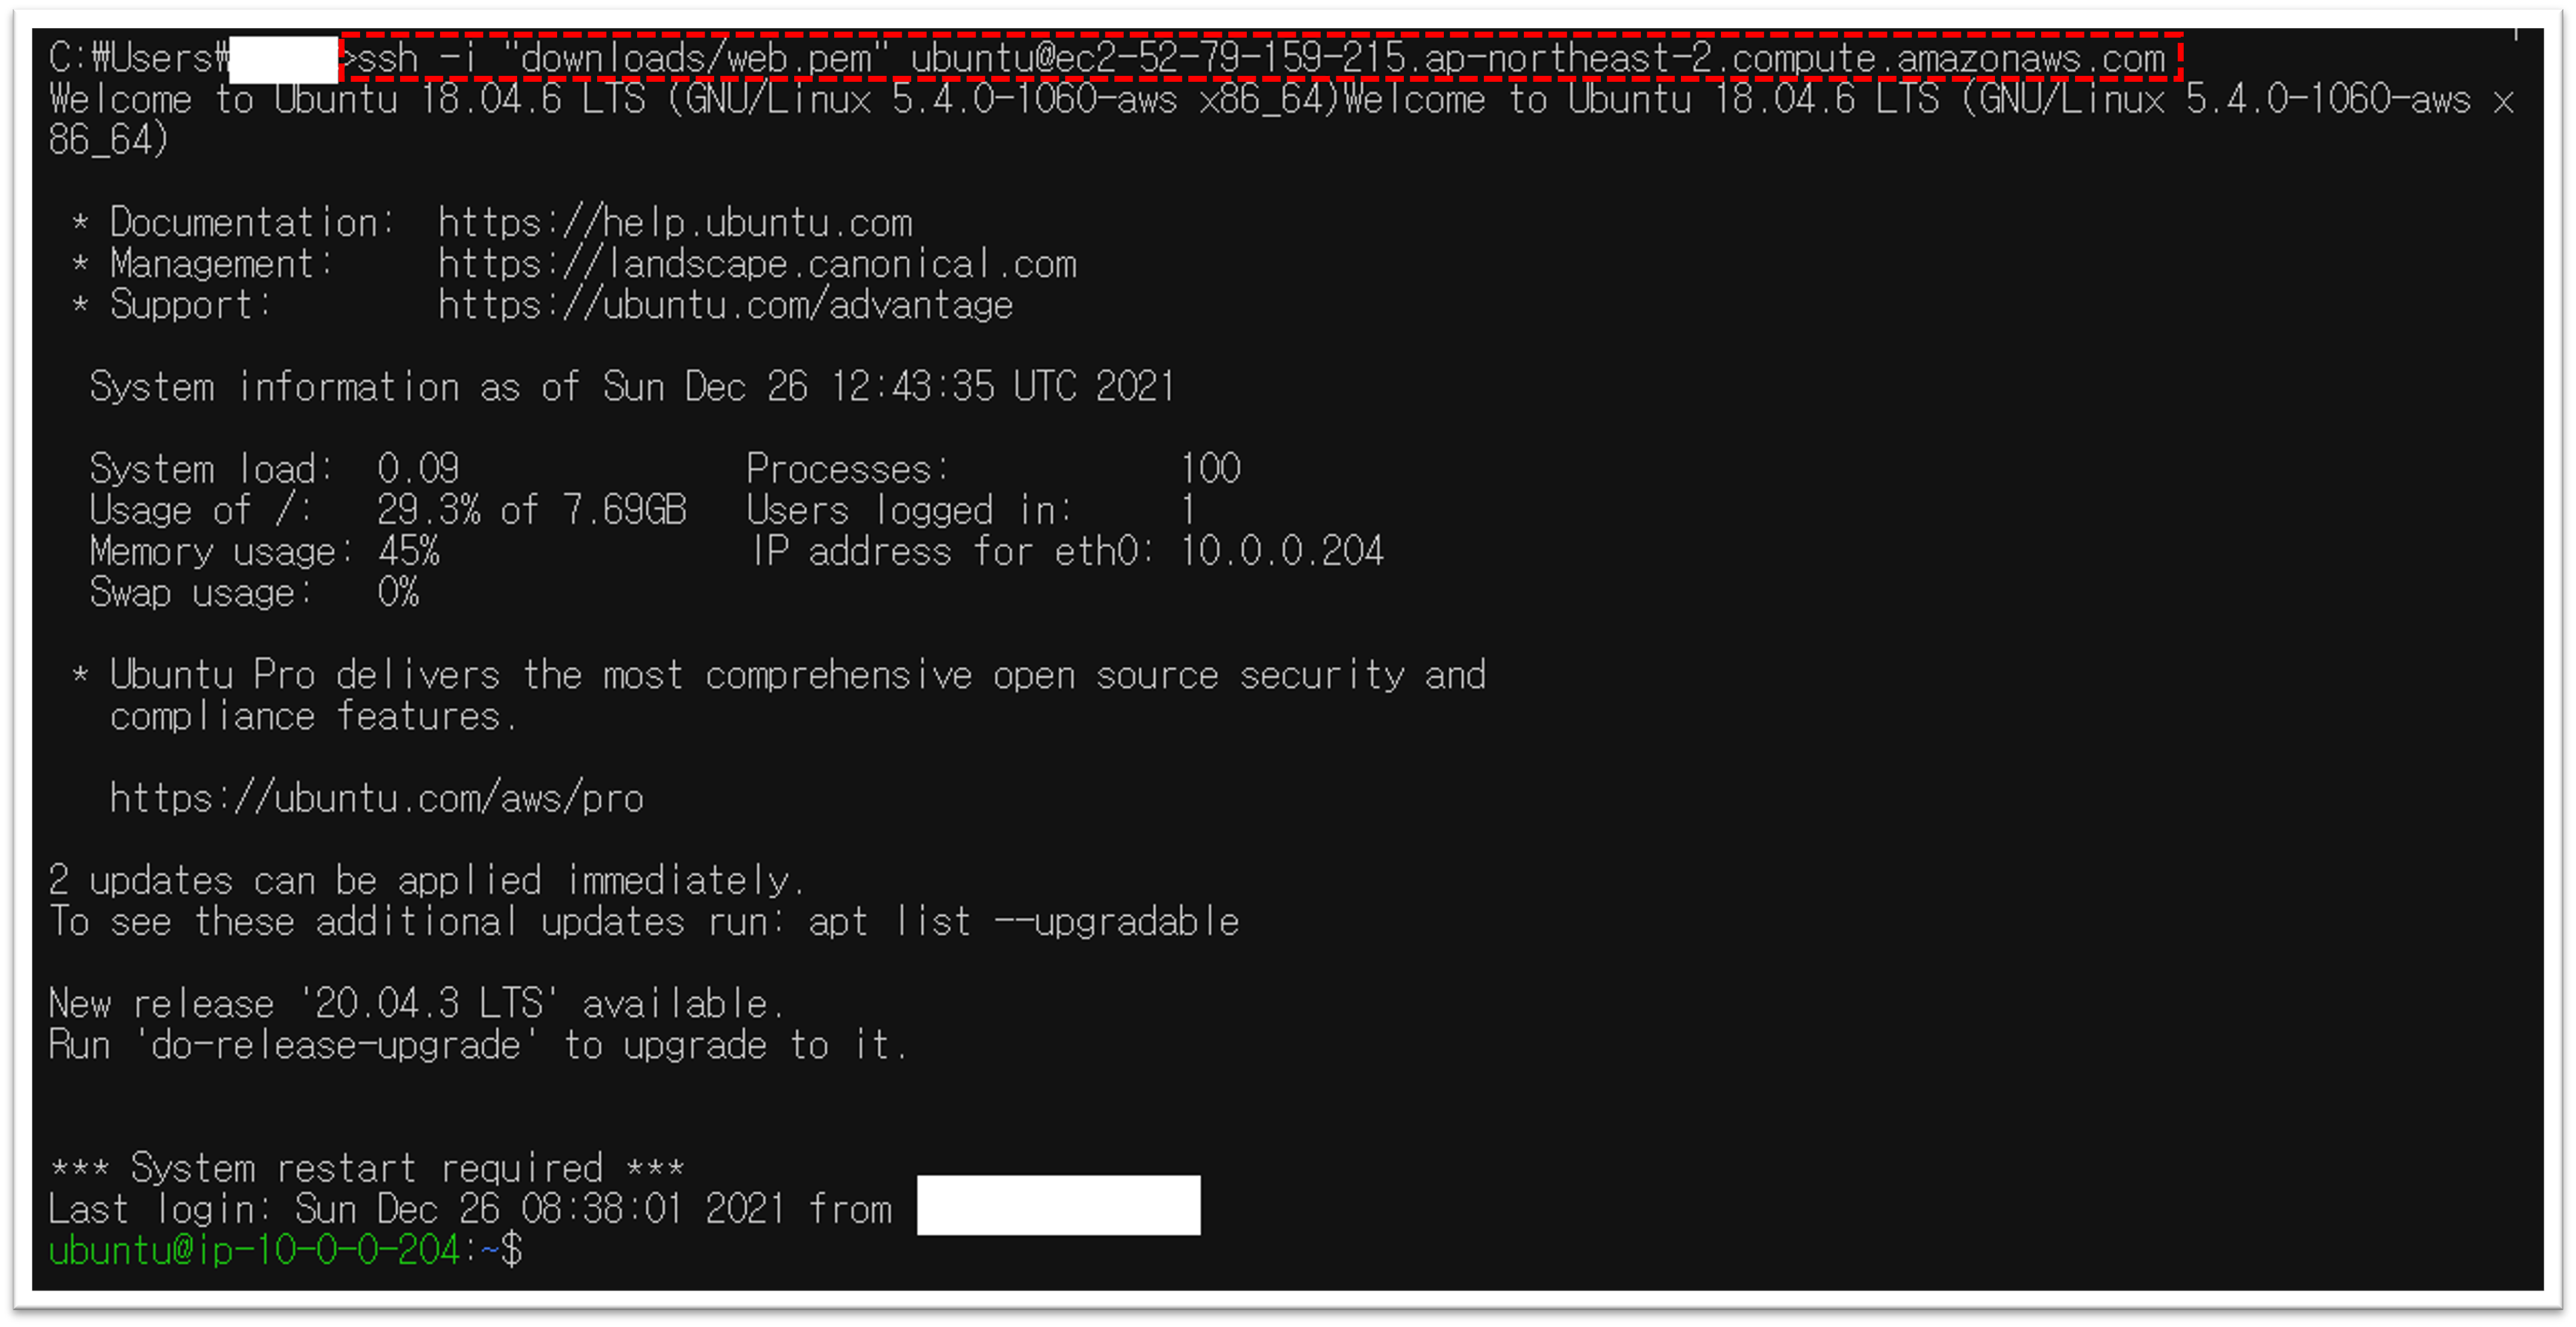 C:₩Users₩>ssh -i "downloads/web.pem" ubuntu@ec2-52-79-159-215.ap-northeast-2.compute.amazonaws.com
Welcome to Ubuntu 18.04.6 LTS (GNU/Linux 5.4.0-1060-aws x86_64)Welcome to Ubuntu 18.04.6 LTS (GNU/Linux 5.4.0-1060-aws x
86_64)
* Documentation:  https://help.ubuntu.com
* Management:     https://landscape.canonical.com
* Support:        https://ubuntu.com/advantage
System information as of Sun Dec 26 12:43:35 UTC 2021
System load:  0.09              Processes:           100
Usage of /:   29.3% of 7.69GB   Users logged in:     1
Memory usage: 45%               IP address for eth0: 10.0.0.204
Swap usage:   0%
* Ubuntu Pro delivers the most comprehensive open source security and
compliance features.
https://ubuntu.com/aws/pro
2 updates can be applied immediately.
To see these additional updates run: apt list --upgradable
New release '20.04.3 LTS' available.
Run 'do-release-upgrade' to upgrade to it.
*** System restart required ***
Last login: Sun Dec 26 08:38:01 2021 from
ubuntu@ip-10-0-0-204:~$